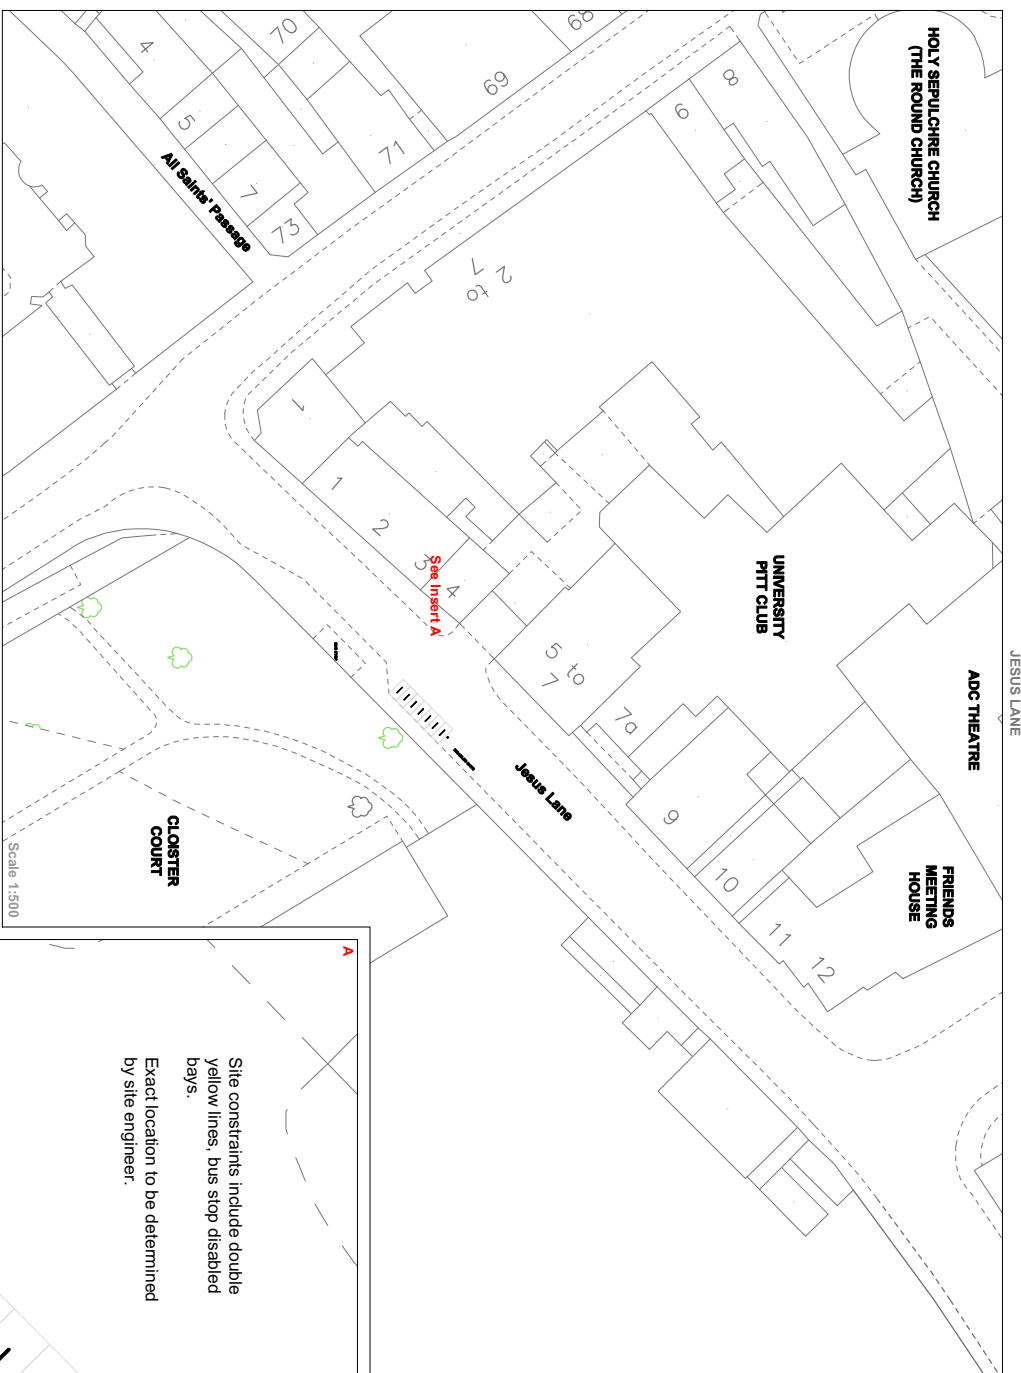 JESUS LANE
HOLY SEPULCHRE CHURCH
(THE ROUND CHURCH)
ADC THEATRE
FRIENDS
MEETING
HOUSE
UNIVERSITY
PITT CLUB
68
70
4
69
8
6
5
71
All Saints' Passage
7
73
2
to
7
1
1
2
3
4
See Insert A
5 to
7
7a
Jesus Lane
9
10
11
12
CLOISTER
COURT
Scale 1:500
A
Site constraints include double
yellow lines, bus stop disabled
bays.
Exact location to be determined
by site engineer.